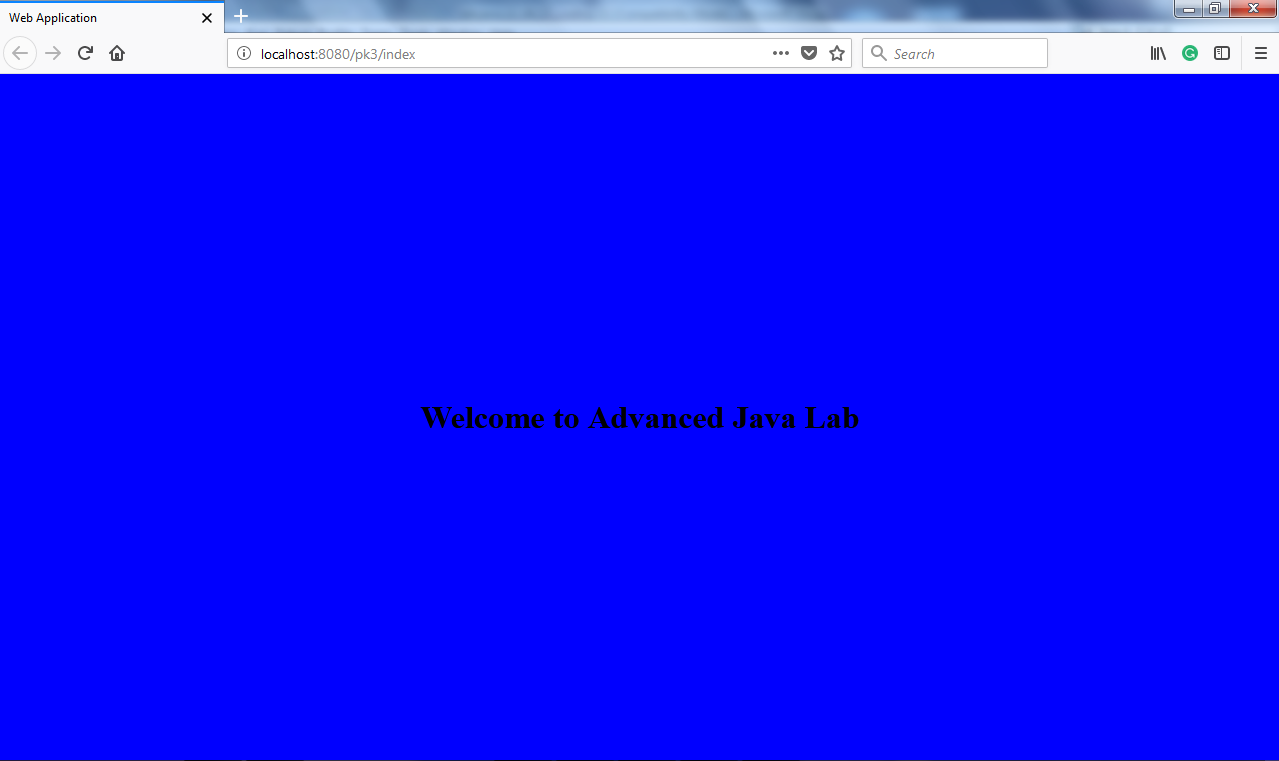 Web Application
localhost:8080/pk3/index
Search
Welcome to Advanced Java Lab